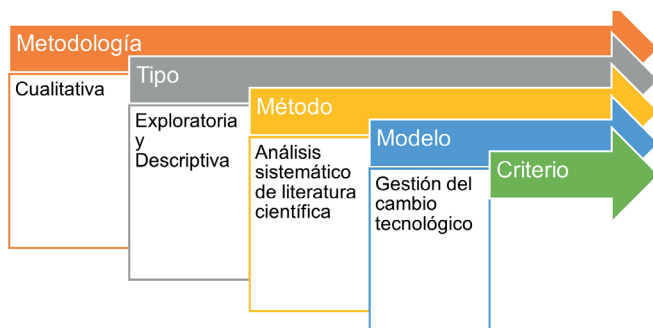 Metodología
Cualitativa
Tipo
Exploratoria
y
Descriptiva
Método
Análisis
sistemático
de literatura
científica
Modelo
Gestión del
cambio
tecnológico
Criterio